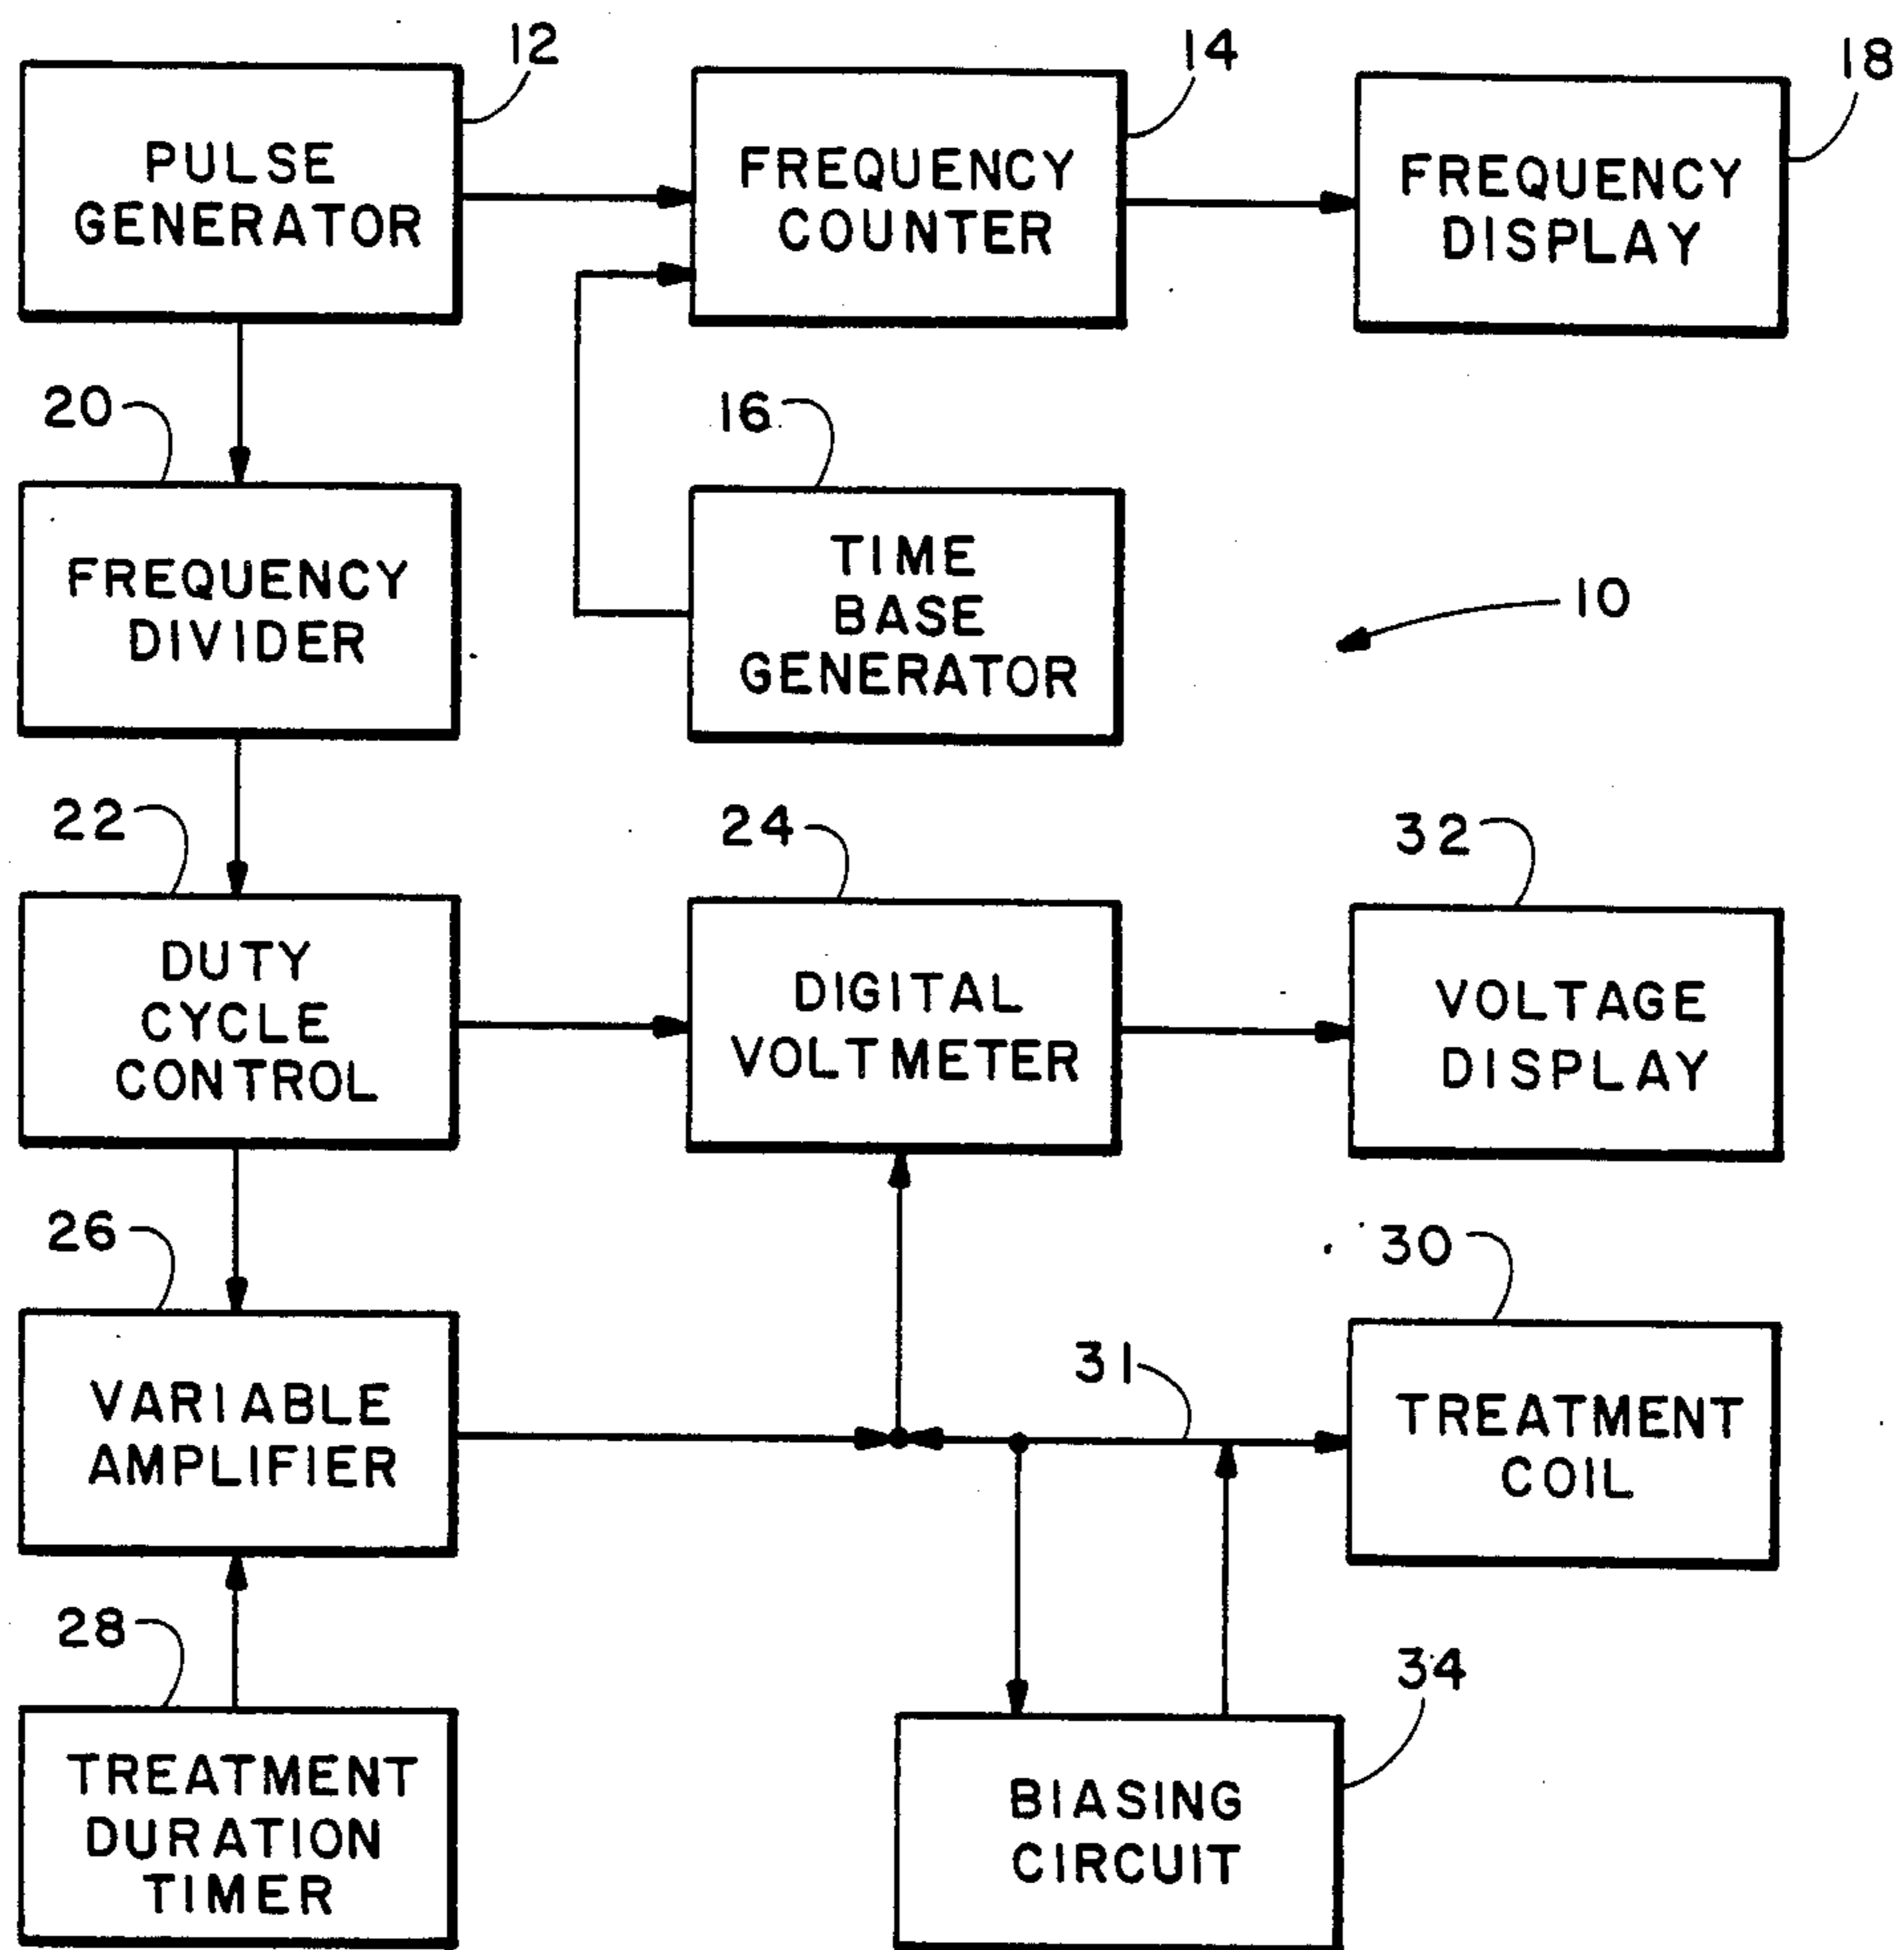 12
14
18
PULSE
GENERATOR
FREQUENCY
COUNTER
FREQUENCY
DISPLAY
20
16
FREQUENCY
DIVIDER
TIME
BASE
GENERATOR
10
22
24
32
DUTY
CYCLE
CONTROL
DIGITAL
VOLTMETER
VOLTAGE
DISPLAY
26
30
VARIABLE
AMPLIFIER
31
TREATMENT
COIL
28
34
TREATMENT
DURATION
TIMER
BIASING
CIRCUIT